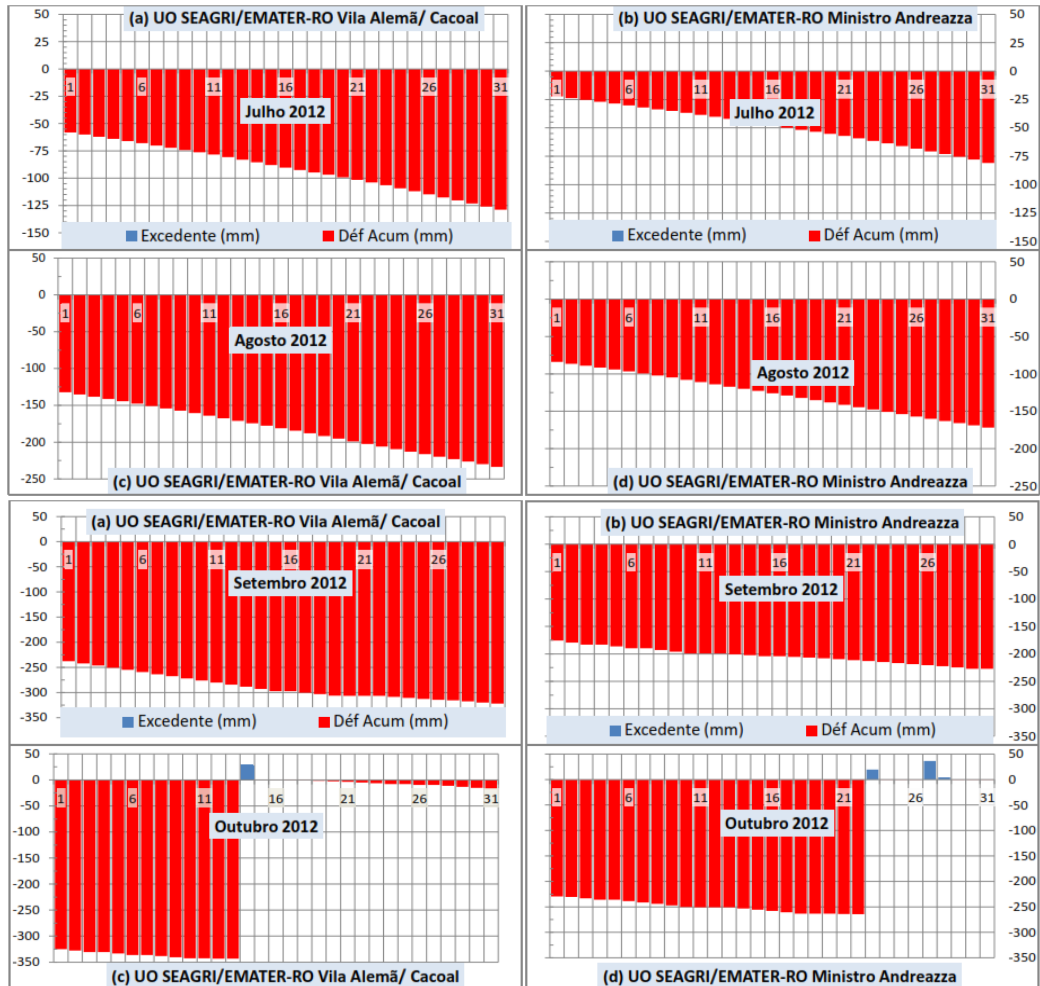 (a) UO SEAGRI/EMATER-RO Vila Alemã/ Cacoal
50
25
0
-25
-50
-75
-100
-125
-150
1 6 11 16 21 26 31
Julho 2012
Excedente (mm) Déf Acum (mm)
(b) UO SEAGRI/EMATER-RO Ministro Andreazza
50
25
0
-25
-50
-75
-100
-125
-150
1 6 11 16 21 26 31
Julho 2012
Excedente (mm) Déf Acum (mm)
50
0
-50
-100
-150
-200
-250
1 6 11 16 21 26 31
Agosto 2012
(c) UO SEAGRI/EMATER-RO Vila Alemã/ Cacoal
50
0
-50
-100
-150
-200
-250
1 6 11 16 21 26 31
Agosto 2012
(d) UO SEAGRI/EMATER-RO Ministro Andreazza
(a) UO SEAGRI/EMATER-RO Vila Alemã/ Cacoal
50
0
-50
-100
-150
-200
-250
-300
-350
1 6 11 16 21 26
Setembro 2012
Excedente (mm) Déf Acum (mm)
(b) UO SEAGRI/EMATER-RO Ministro Andreazza
50
0
-50
-100
-150
-200
-250
-300
-350
1 6 11 16 21 26
Setembro 2012
Excedente (mm) Déf Acum (mm)
50
0
-50
-100
-150
-200
-250
-300
-350
1 6 11 16 21 26 31
Outubro 2012
(c) UO SEAGRI/EMATER-RO Vila Alemã/ Cacoal
50
0
-50
-100
-150
-200
-250
-300
-350
1 6 11 16 21 26 31
Outubro 2012
(d) UO SEAGRI/EMATER-RO Ministro Andreazza